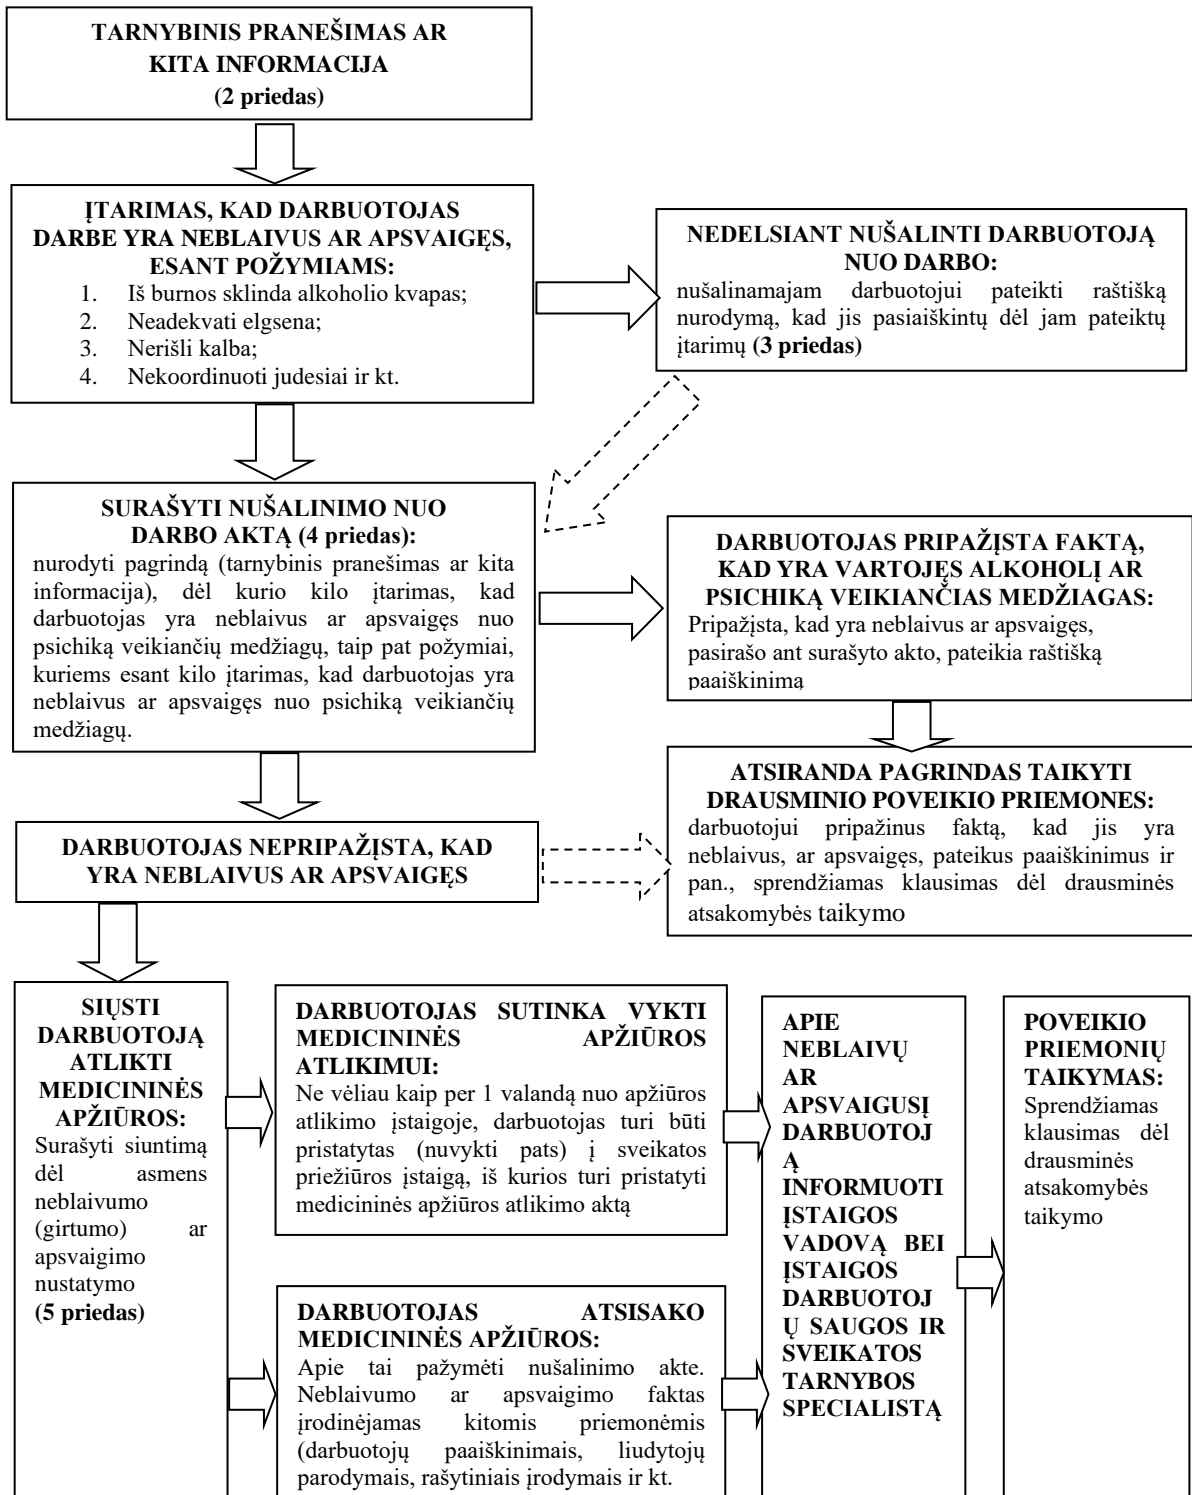 TARNYBINIS PRANEŠIMAS AR
KITA INFORMACIJA
(2 priedas)
ĮTARIMAS, KAD DARBUOTOJAS
DARBE YRA NEBLAIVUS AR APSVAIGĘS,
ESANT POŽYMIAMS:
1. Iš burnos sklinda alkoholio kvapas;
2. Neadekvati elgsena;
3. Nerišli kalba;
4. Nekoordinuoti judesiai ir kt.
NEDELSIANT NUŠALINTI DARBUOTOJĄ
NUO DARBO:
nušalinamajam darbuotojui pateikti raštišką
nurodymą, kad jis pasiaiškintų dėl jam pateiktų
įtarimų (3 priedas)
SURAŠYTI NUŠALINIMO NUO
DARBO AKTĄ (4 priedas):
nurodyti pagrindą (tarnybinis pranešimas ar kita
informacija), dėl kurio kilo įtarimas, kad
darbuotojas yra neblaivus ar apsvaigęs nuo
psichiką veikiančių medžiagų, taip pat požymiai,
kuriems esant kilo įtarimas, kad darbuotojas yra
neblaivus ar apsvaigęs nuo psichiką veikiančių
medžiagų.
DARBUOTOJAS PRIPAŽĮSTA FAKTĄ,
KAD YRA VARTOJĘS ALKOHOLĮ AR
PSICHIKĄ VEIKIANČIAS MEDŽIAGAS:
Pripažįsta, kad yra neblaivus ar apsvaigęs,
pasirašo ant surašyto akto, pateikia raštišką
paaiškinimą
ATSIRANDA PAGRINDAS TAIKYTI
DRAUSMINIO POVEIKIO PRIEMONES:
darbuotojui pripažinus faktą, kad jis yra
neblaivus, ar apsvaigęs, pateikus paaiškinimus ir
pan., sprendžiamas klausimas dėl drausminės
atsakomybės taikymo
DARBUOTOJAS NEPRIPAŽĮSTA, KAD
YRA NEBLAIVUS AR APSVAIGĘS
SIŲSTI
DARBUOTOJĄ
ATLIKTI
MEDICININĖS
APŽIŪROS:
Surašyti siuntimą
dėl asmens
neblaivumo
(girtumo) ar
apsvaigimo
nustatymo
(5 priedas)
DARBUOTOJAS SUTINKA VYKTI
MEDICININĖS APŽIŪROS
ATLIKIMUI:
Ne vėliau kaip per 1 valandą nuo apžiūros
atlikimo įstaigoje, darbuotojas turi būti
pristatytas (nuvykti pats) į sveikatos
priežiūros įstaigą, iš kurios turi pristatyti
medicininės apžiūros atlikimo aktą
DARBUOTOJAS ATSISAKO
MEDICININĖS APŽIŪROS:
Apie tai pažymėti nušalinimo akte.
Neblaivumo ar apsvaigimo faktas
įrodinėjamas kitomis priemonėmis
(darbuotojų paaiškinimais, liudytojų
parodymais, rašytiniais įrodymais ir kt.
APIE
NEBLAIVŲ
AR
APSVAIGUSĮ
DARBUOTOJ
Ą
INFORMUOTI
ĮSTAIGOS
VADOVĄ BEI
ĮSTAIGOS
DARBUOTOJ
Ų SAUGOS IR
SVEIKATOS
TARNYBOS
SPECIALISTĄ
POVEIKIO
PRIEMONIŲ
TAIKYMAS:
Sprendžiamas
klausimas dėl
drausminės
atsakomybės
taikymo